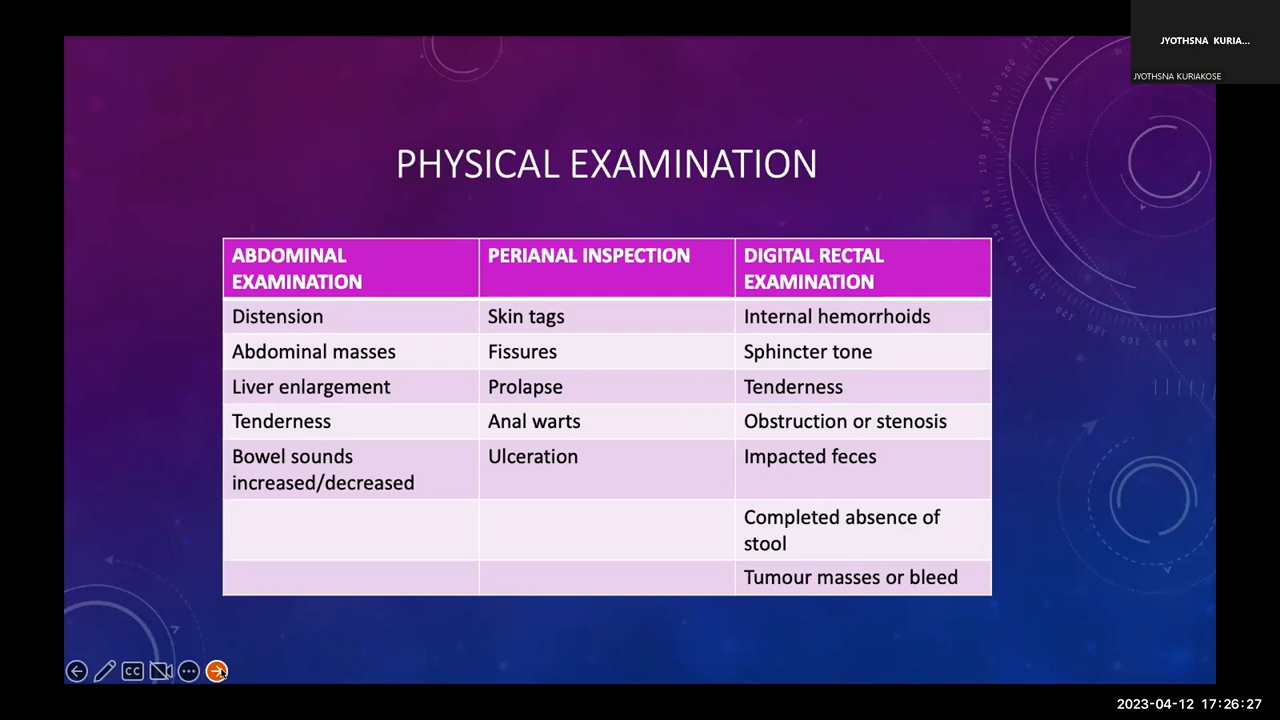 JYOTHSNA KURIA...
JYOTHSNA KURIAKOSE
PHYSICAL EXAMINATION
ABDOMINAL
EXAMINATION
PERIANAL INSPECTION
DIGITAL RECTAL
EXAMINATION
Distension
Skin tags
Internal hemorrhoids
Abdominal masses
Fissures
Sphincter tone
Liver enlargement
Prolapse
Tenderness
Tenderness
Anal warts
Obstruction or stenosis
Bowel sounds
increased/decreased
Ulceration
Impacted feces
Completed absence of
stool
Tumour masses or bleed
CC
2023-04-12 17:26:27